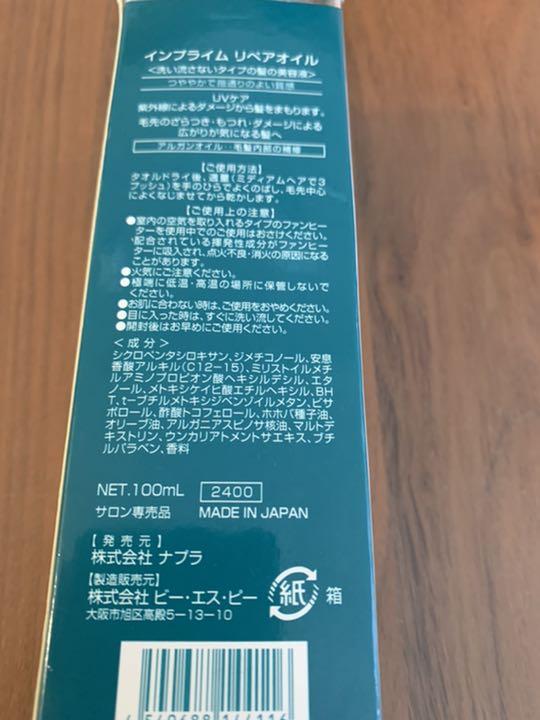 インプライム リペアオイル
<洗い流さないタイプの髪の美容液>
つややかで指通りのよい質感
UVケア
紫外線によるダメージから髪をまもります。
毛先のざらつき・もつれ・ダメージによる
広がりが気になる髪へ
アルガンオイル‥毛髪内部の補修
【ご使用方法】
タオルドライ後、適量(ミディアムヘアで3
プッシュ)を手のひらでよくのばし、毛先中心
によくなじませてから乾かします。
【ご使用上の注意】
●室内の空気を取り入れるタイプのファンヒー
ターを使用中でのご使用はおさけください。
・配合されている揮発性成分がファンヒー
ターに吸入され、点火不良・消火の原因になる
ことがあります。
●火気にご注意ください。
●極端に低温・高温の場所に保管しないで
ください。
●お肌に合わない時は、ご使用をおやめください。
●目に入った時は、すぐに洗い流してください。
●開封後はお早めにご使用ください。
<成分>
シクロペンタシロキサン、ジメチコノール、安息
香酸アルキル(C12-15)、ミリストイルメチ
ルアミノプロピオン酸ヘキシルデシル、エタ
ノール、メトキシケイヒ酸エチルヘキシル、BH
T、t-ブチルメトキシジベンゾイルメタン、ビサ
ボロール、酢酸トコフェロール、ホホバ種子油、
オリーブ油、アルガニアスピノサ核油、マルトデ
キストリン、ウンカリアトメントサエキス、ブチ
ルパラベン、香料
NET.100mL 2400
サロン専売品 MADE IN JAPAN
【発売元】
株式会社 ナプラ
【製造販売元】
株式会社 ビー・エス・ピー 紙 箱
大阪市旭区高殿5-13-10
4 549688 144116